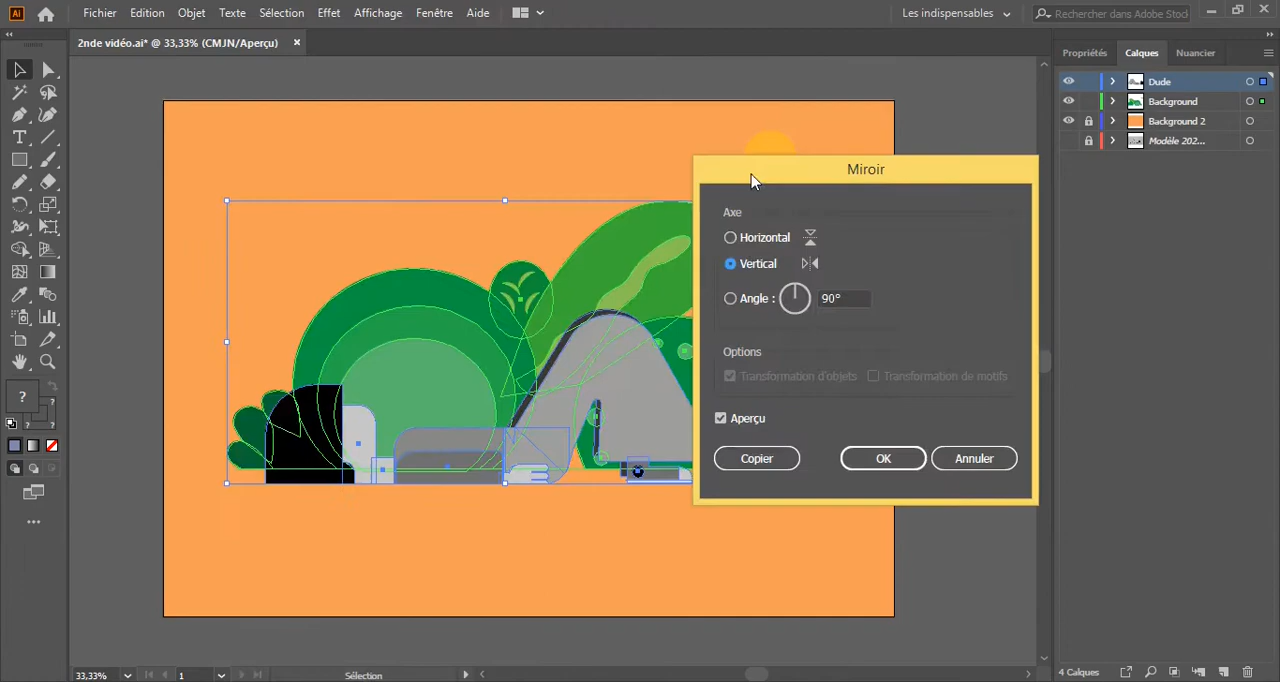 Ai Fichier Edition Objet Texte Sélection Effet Affichage Fenêtre Aide Les indispensables Rechercher dans Adobe Stock
2nde vidéo.ai* @ 33,33% (CMJN/Aperçu) ×
Propriétés Calques Nuancier
Dude
Background
Background 2
Modèle 202...
Miroir
Axe
Horizontal
Vertical
Angle : 90°
Options
Transformation d'objets Transformation de motifs
Aperçu
Copier OK Annuler
?
33,33% 1 Sélection 4 Calques